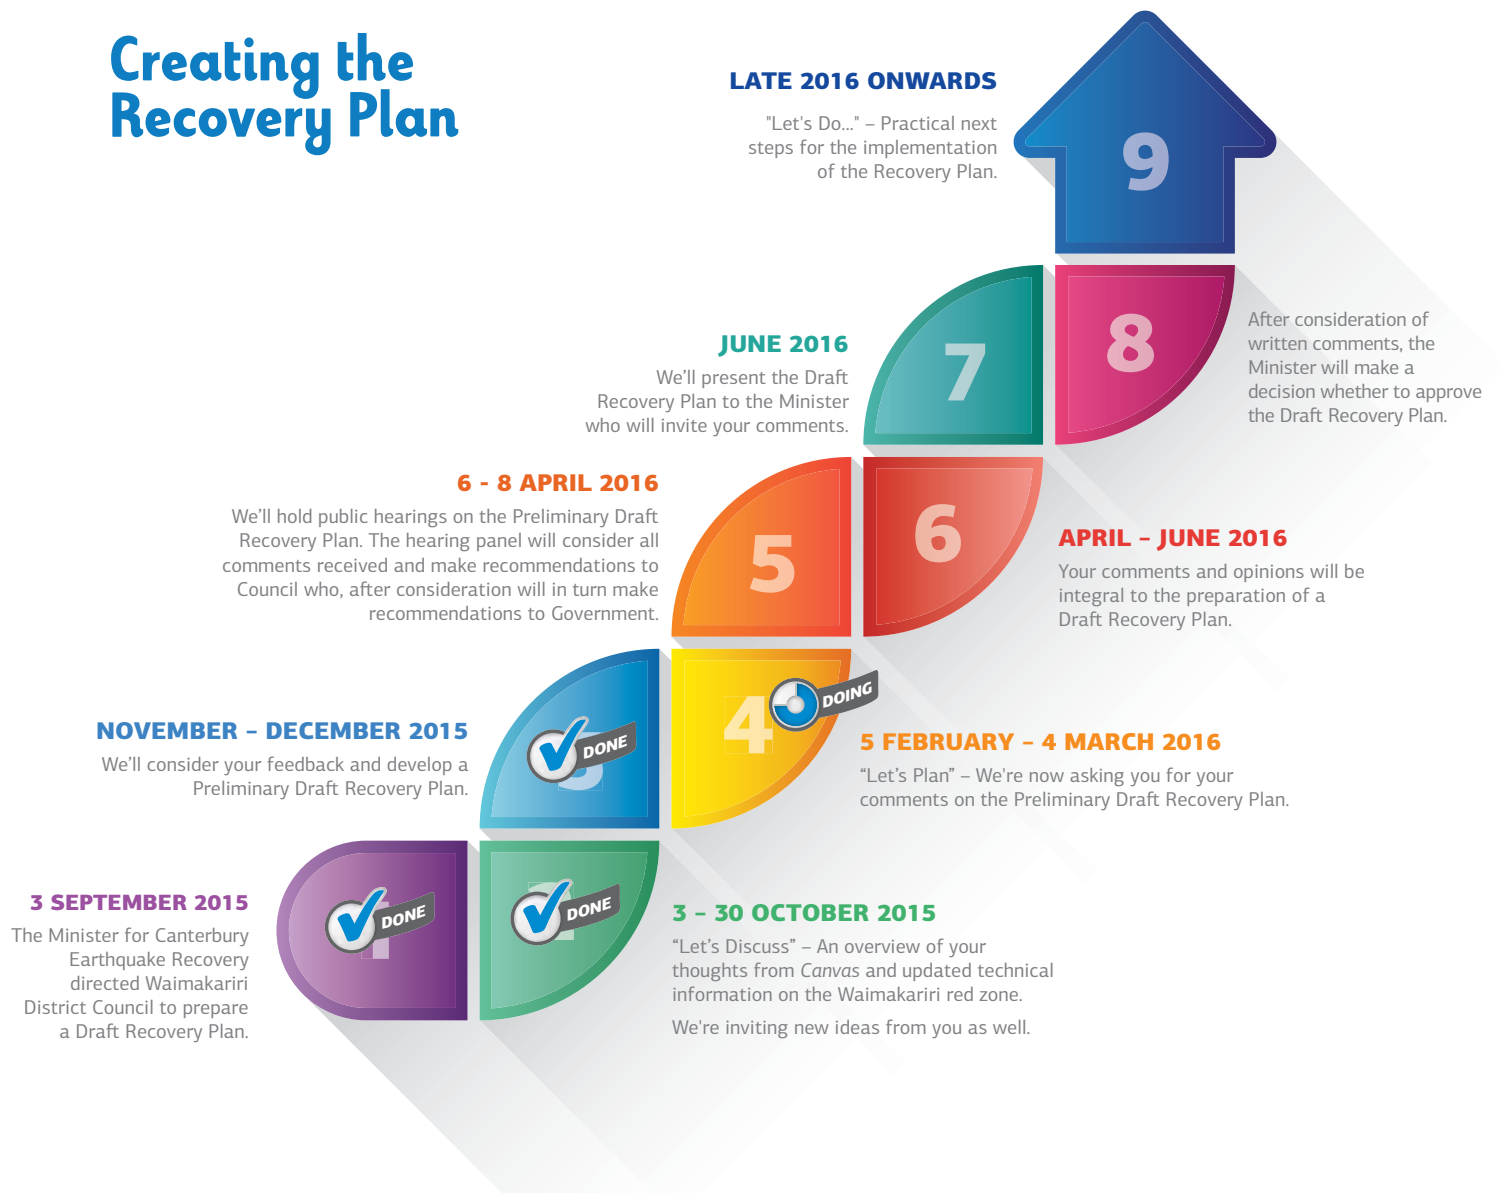 Creating the
Recovery Plan
LATE 2016 ONWARDS
"Let's Do..." – Practical next
steps for the implementation
of the Recovery Plan.
9
8
After consideration of
written comments, the
Minister will make a
decision whether to approve
the Draft Recovery Plan.
JUNE 2016
We’ll present the Draft
Recovery Plan to the Minister
who will invite your comments.
7
6 - 8 APRIL 2016
We’ll hold public hearings on the Preliminary Draft
Recovery Plan. The hearing panel will consider all
comments received and make recommendations to
Council who, after consideration will in turn make
recommendations to Government.
5
6
APRIL – JUNE 2016
Your comments and opinions will be
integral to the preparation of a
Draft Recovery Plan.
NOVEMBER – DECEMBER 2015
We’ll consider your feedback and develop a
Preliminary Draft Recovery Plan.
3
DONE
4
DOING
5 FEBRUARY – 4 MARCH 2016
“Let’s Plan” – We're now asking you for your
comments on the Preliminary Draft Recovery Plan.
3 SEPTEMBER 2015
The Minister for Canterbury
Earthquake Recovery
directed Waimakariri
District Council to prepare
a Draft Recovery Plan.
1
DONE
2
DONE
3 – 30 OCTOBER 2015
“Let’s Discuss” – An overview of your
thoughts from Canvas and updated technical
information on the Waimakariri red zone.
We're inviting new ideas from you as well.